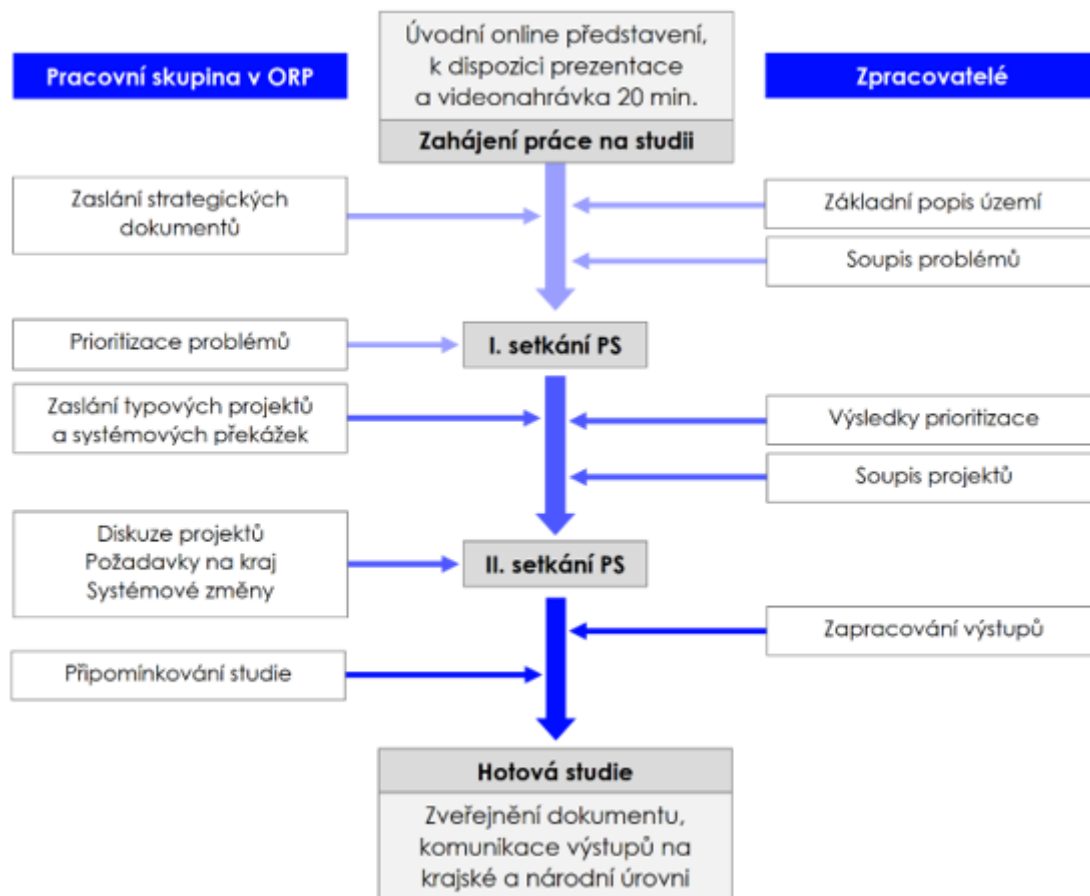 Úvodní online představení,
k dispozici prezentace
a videonahrávka 20 min.
Pracovní skupina v ORP
Zpracovatelé
Zahájení práce na studii
Zaslání strategických
dokumentů
Základní popis území
Soupis problémů
Prioritizace problémů
I. setkání PS
Zaslání typových projektů
a systémových překážek
Výsledky prioritizace
Soupis projektů
Diskuze projektů
Požadavky na kraj
Systémové změny
II. setkání PS
Zapracování výstupů
Připomínkování studie
Hotová studie
Zveřejnění dokumentu,
komunikace výstupů na
krajské a národní úrovni